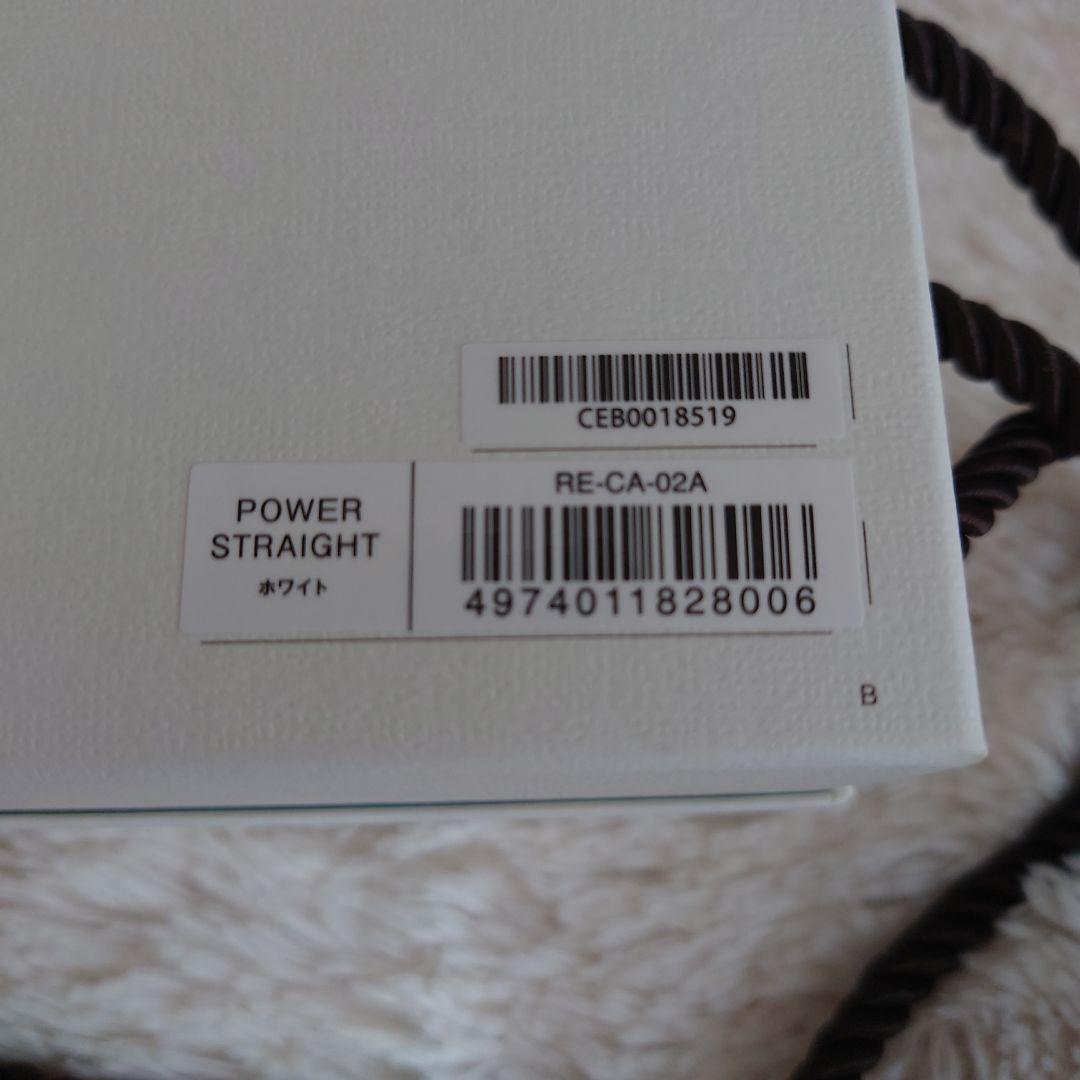 CEB0018519
POWER
STRAIGHT
ホワイト
RE-CA-02A
4974011828006
B